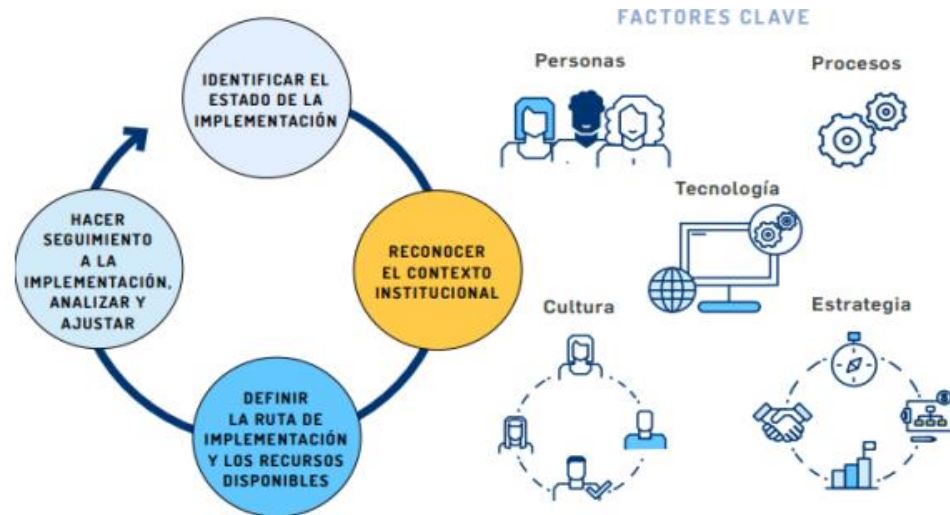 FACTORES CLAVE
IDENTIFICAR EL
ESTADO DE LA
IMPLEMENTACIÓN
RECONOCER
EL CONTEXTO
INSTITUCIONAL
DEFINIR
LA RUTA DE
IMPLEMENTACIÓN
Y LOS RECURSOS
DISPONIBLES
HACER
SEGUIMIENTO
A LA
IMPLEMENTACIÓN,
ANALIZAR Y
AJUSTAR
Personas
Procesos
Tecnología
Cultura
Estrategia